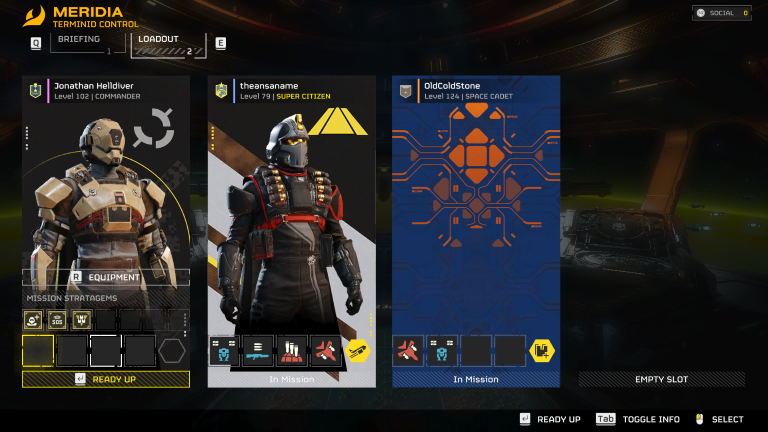 MERIDIA
TERMINID CONTROL
SOCIAL 0
Q
BRIEFING
1
LOADOUT
2
E
Jonathan Helldiver
Level 102 | COMMANDER
theansaname
Level 79 | SUPER CITIZEN
OldColdStone
Level 124 | SPACE CADET
R EQUIPMENT
MISSION STRATAGEMS
SOS
READY UP
In Mission
In Mission
EMPTY SLOT
READY UP
Tab TOGGLE INFO
SELECT